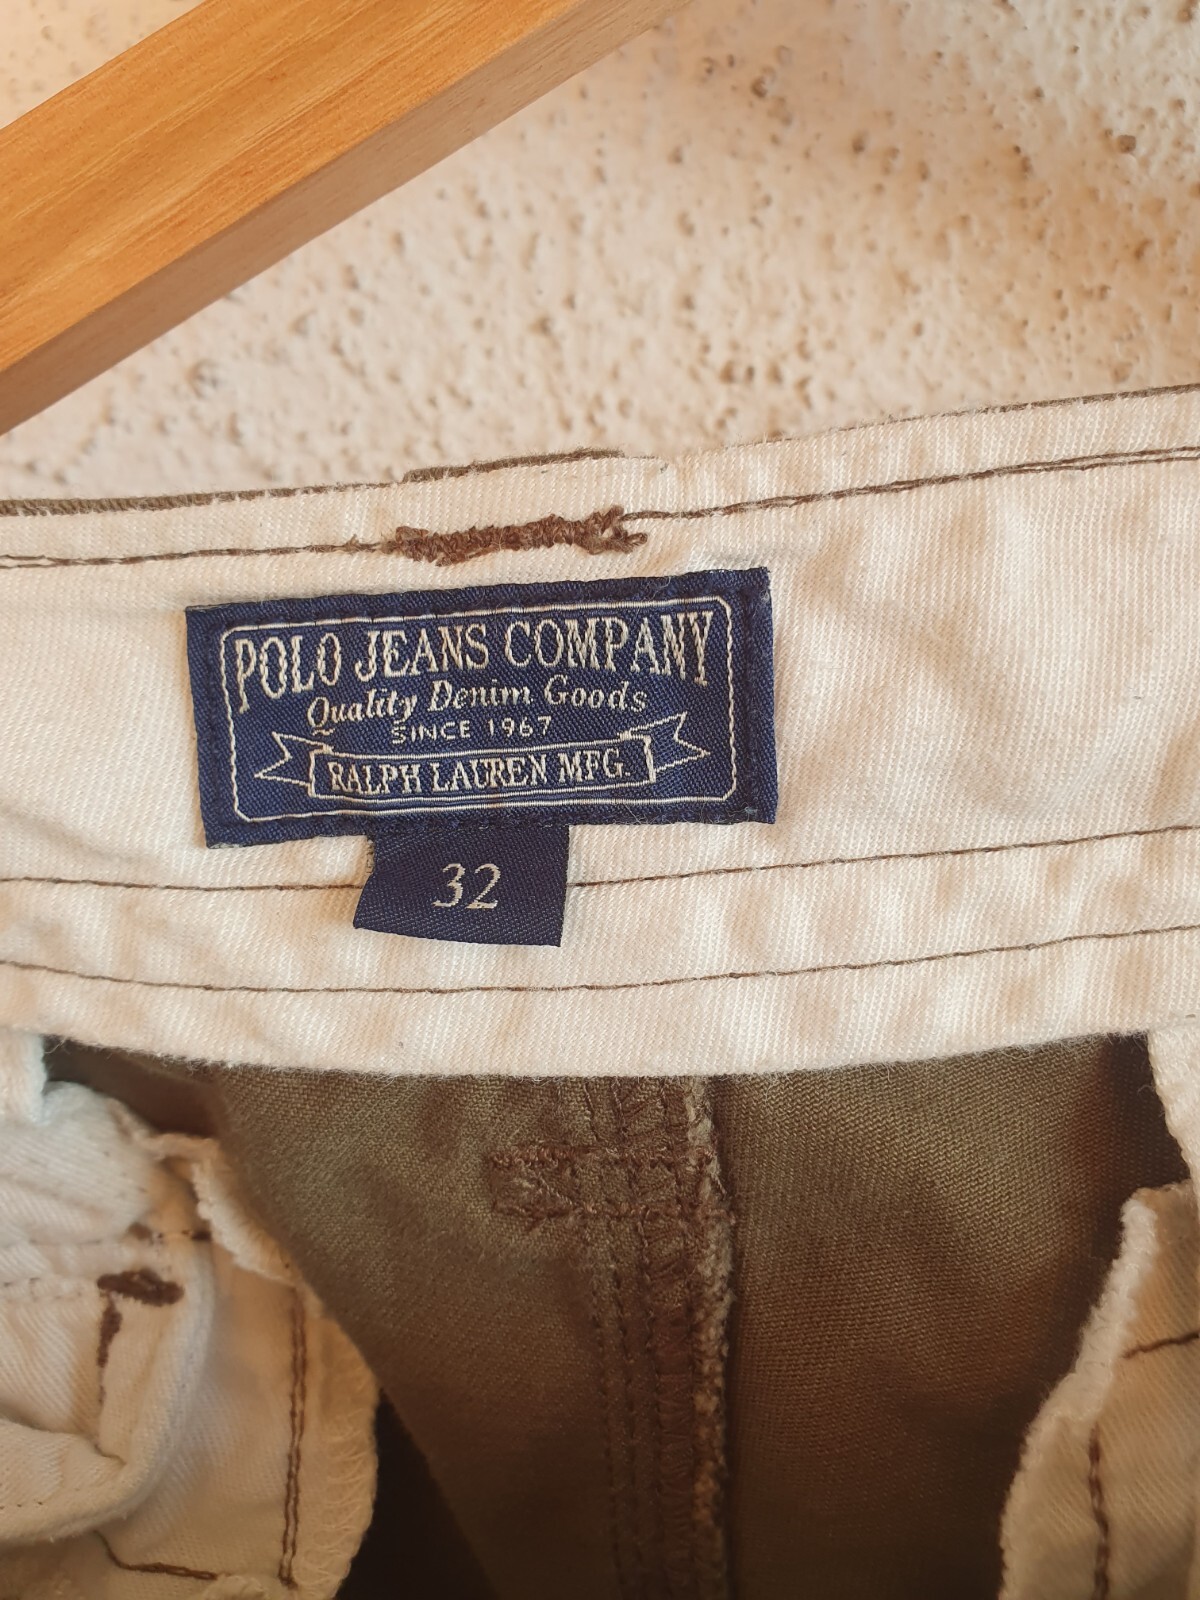 POLO JEANS COMPANY
Quality Denim Goods
SINCE 1967
RALPH LAUREN MFG.
32